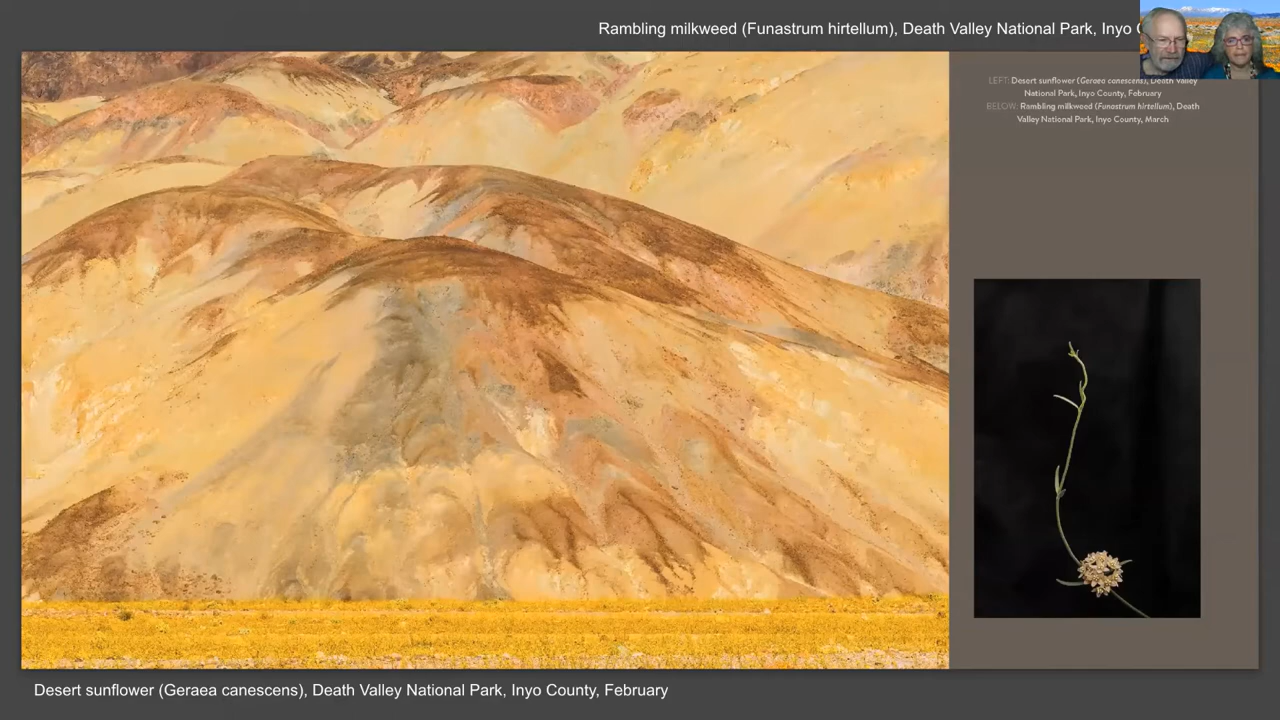 Rambling milkweed (Funastrum hirtellum), Death Valley National Park, Inyo
LEFT: Desert sunflower (Geraea canescens), Death Valley
National Park, Inyo County, February
BELOW: Rambling milkweed (Funastrum hirtellum), Death
Valley National Park, Inyo County, March
Desert sunflower (Geraea canescens), Death Valley National Park, Inyo County, February